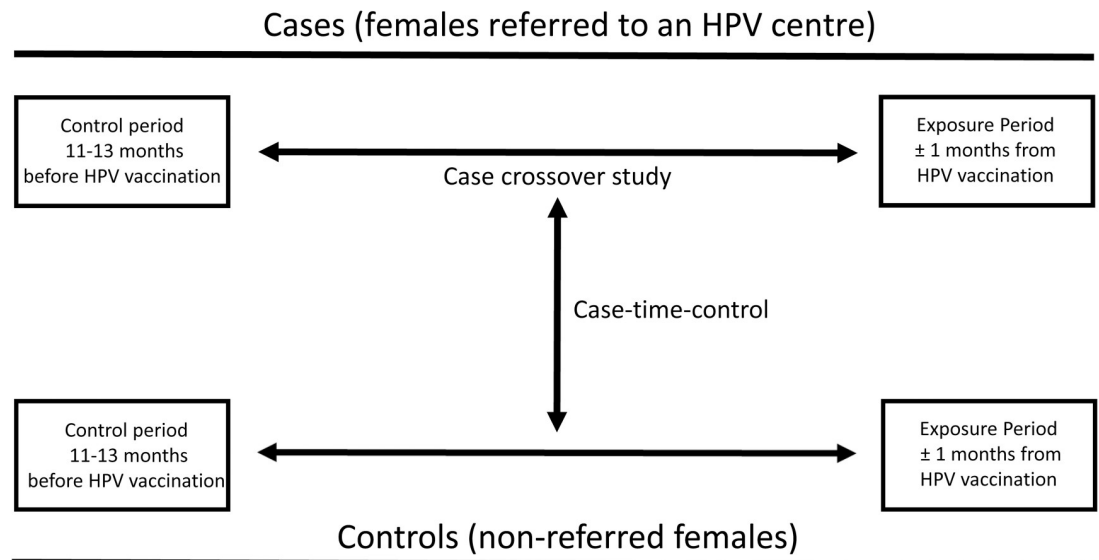 Cases (females referred to an HPV centre)
Control period
11-13 months
before HPV vaccination
Exposure Period
± 1 months from
HPV vaccination
Case crossover study
Case-time-control
Control period
11-13 months
before HPV vaccination
Exposure Period
± 1 months from
HPV vaccination
Controls (non-referred females)